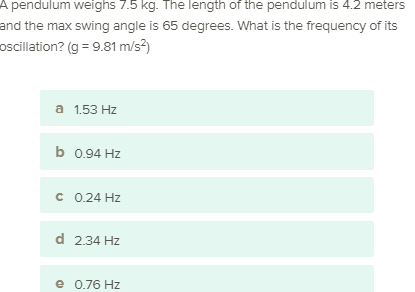 A pendulum weighs 7.5 kg. The length of the pendulum is 4.2 meters
and the max swing angle is 65 degrees. What is the frequency of its
oscillation? (g = 9.81 m/s²)
a 1.53 Hz
b 0.94 Hz
c 0.24 Hz
d 2.34 Hz
e 0.76 Hz